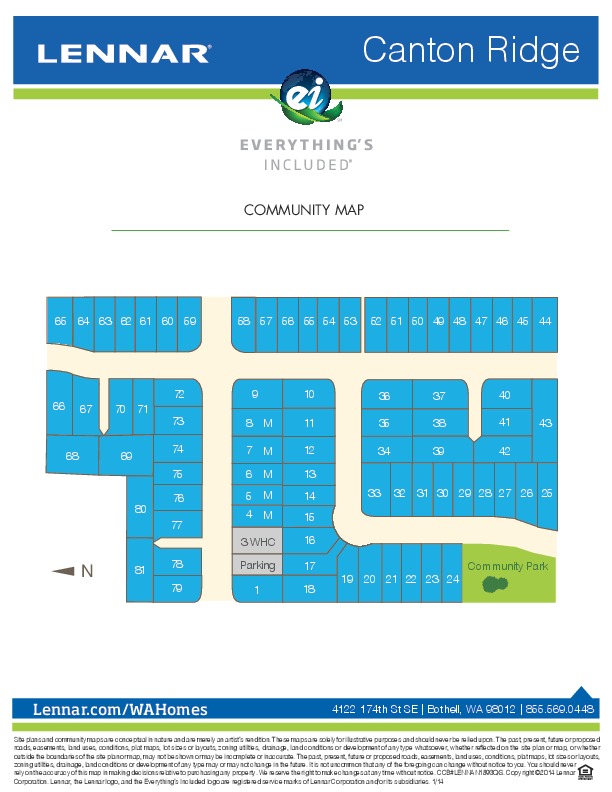 LENNAR®
Canton Ridge
ei
EVERYTHING'S
INCLUDED®
COMMUNITY MAP
65 64 63 62 61 60 59 58 57 56 55 54 53 52 51 50 49 48 47 46 45 44
66 67 70 71 72 9 10 36 37 40
73 8 M 11 35 38 41 43
68 69 74 7 M 12 34 39 42
75 6 M 13 33 32 31 30 29 28 27 26 25
76 5 M 14
80 77 4 M 15
3 WHC 16
81 78 Parking 17 19 20 21 22 23 24 Community Park
79 1 18
N
Lennar.com/WAHomes
4122 174th St SE | Bothell, WA 98012 | 855.569.0448
Site plans and community maps are conceptual in nature and are merely an artist's rendition. These maps are solely for illustrative purposes and should never be relied upon. The past, present, future or proposed
roads, easements, land uses, conditions, plat maps, lot sizes or layouts, zoning utilities, drainage, land conditions or development of any type whatsoever, whether reflected on the site plan or map, or whether
outside the boundaries of the site plan or map, may not be shown or may be incomplete or inaccurate. The past, present, future or proposed roads, easements, land uses, conditions, plat maps, lot sizes or layouts,
zoning utilities, drainage, land conditions or development of any type may or may not change in the future. It is not uncommon that any of the foregoing can change without notice to you. You should never
rely on the accuracy of this map in making decisions relative to purchasing any property. We reserve the right to make changes at any time without notice. Copyright © 2014 Lennar
Corporation. Lennar, the Lennar logo, and the Everything's Included logo are registered service marks of Lennar Corporation and/or its subsidiaries. 1/14